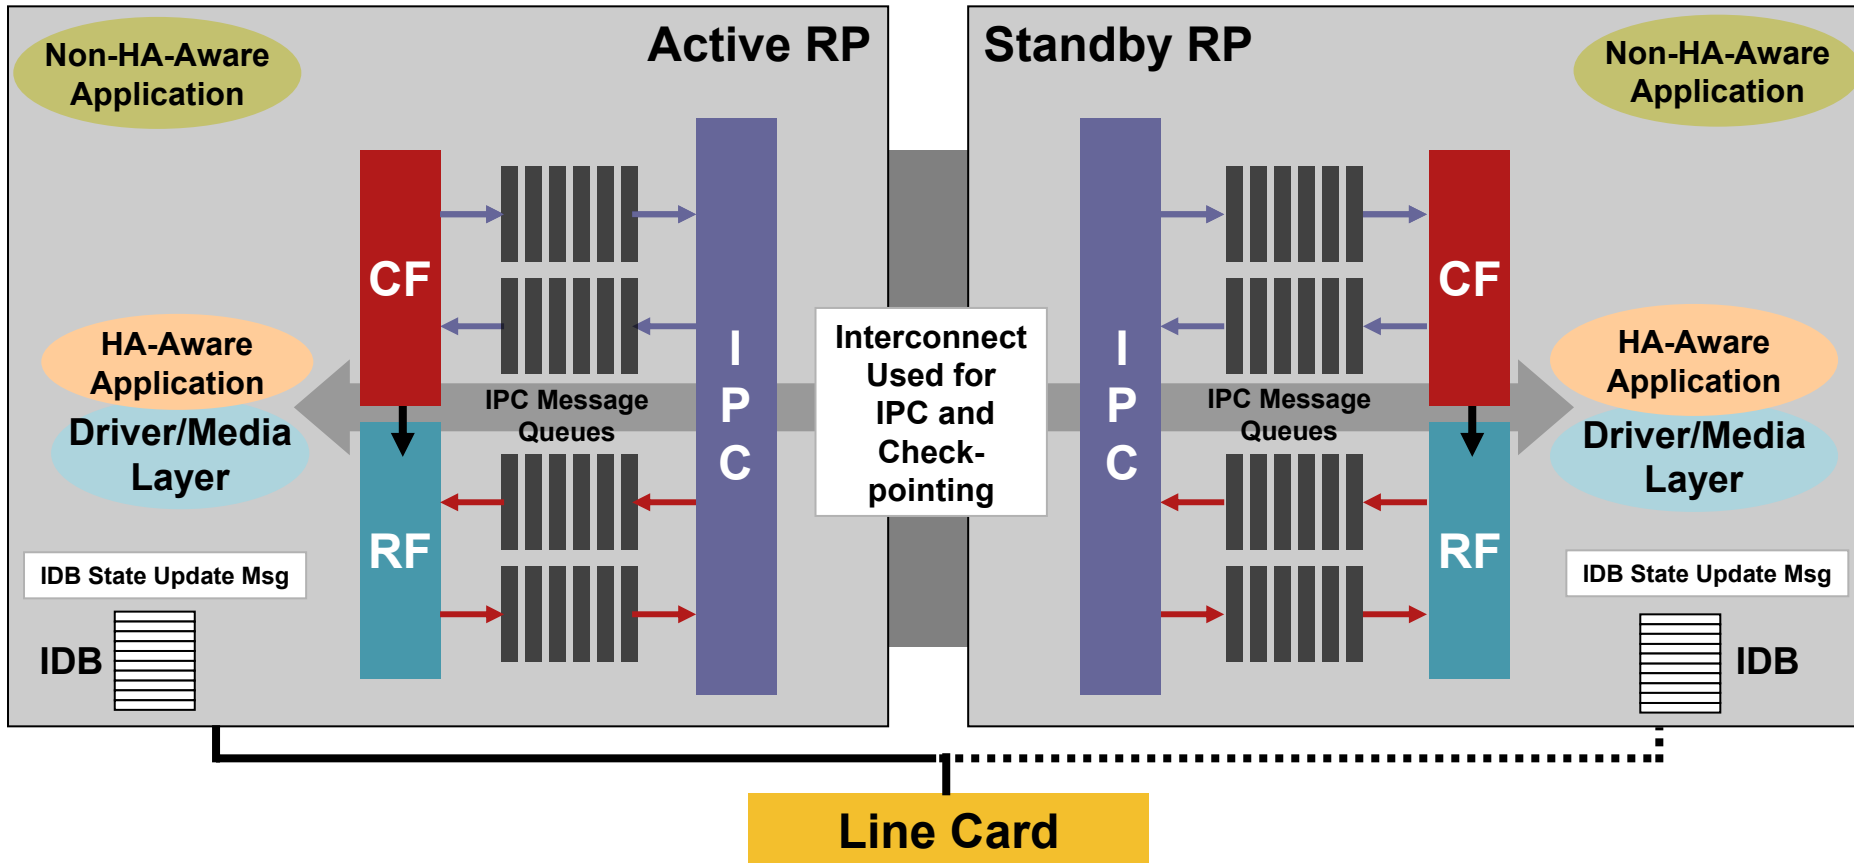 Active RP
Non-HA-Aware
Application
CF
I
P
C
HA-Aware
Application
Driver/Media
Layer
IPC Message
Queues
RF
IDB State Update Msg
IDB
Interconnect
Used for
IPC and
Check-
pointing
Standby RP
Non-HA-Aware
Application
I
P
C
CF
IPC Message
Queues
HA-Aware
Application
Driver/Media
Layer
RF
IDB State Update Msg
IDB
Line Card